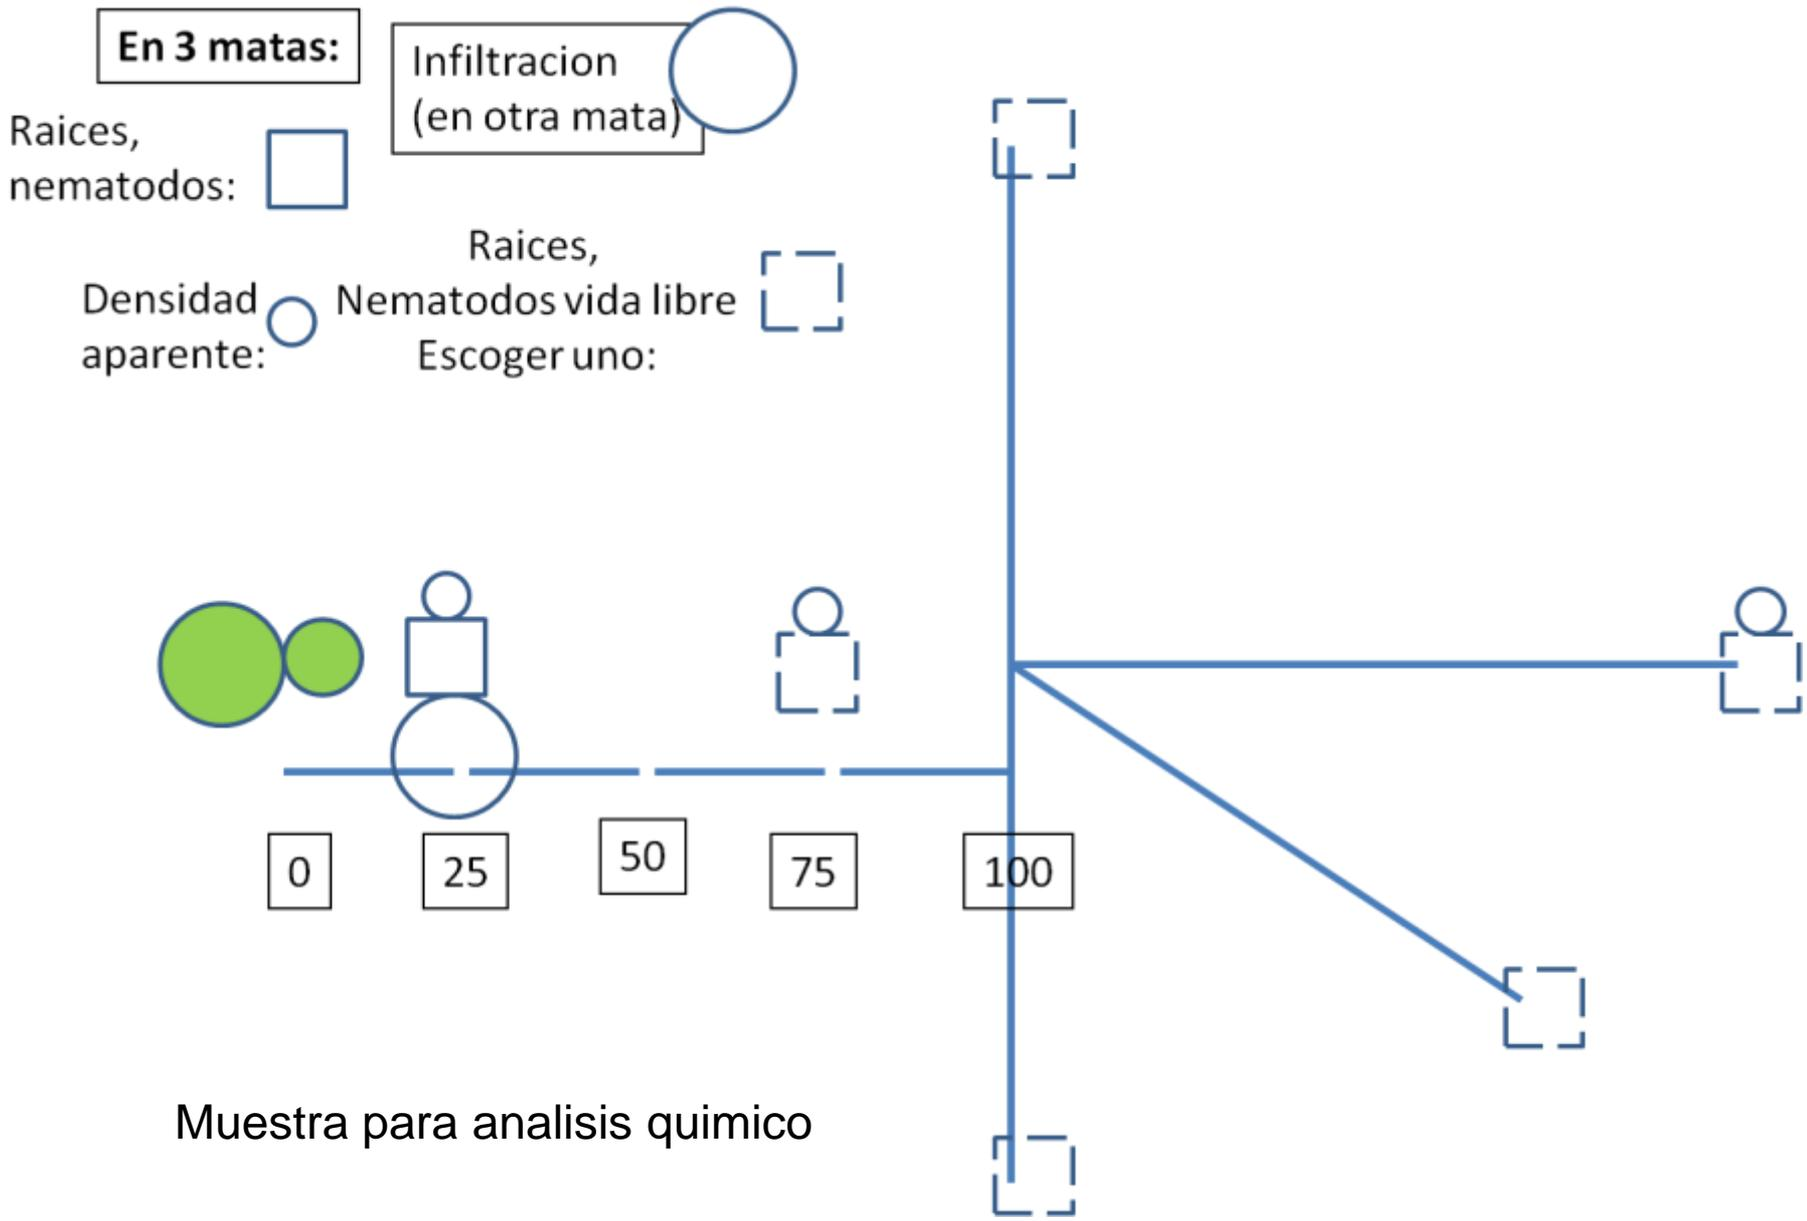 En 3 matas:
Infiltracion
(en otra mata)
Raices,
nematodos:
Raices,
Nematodos vida libre
Escoger uno:
Densidad
aparente:
0
25
50
75
100
Muestra para analisis quimico